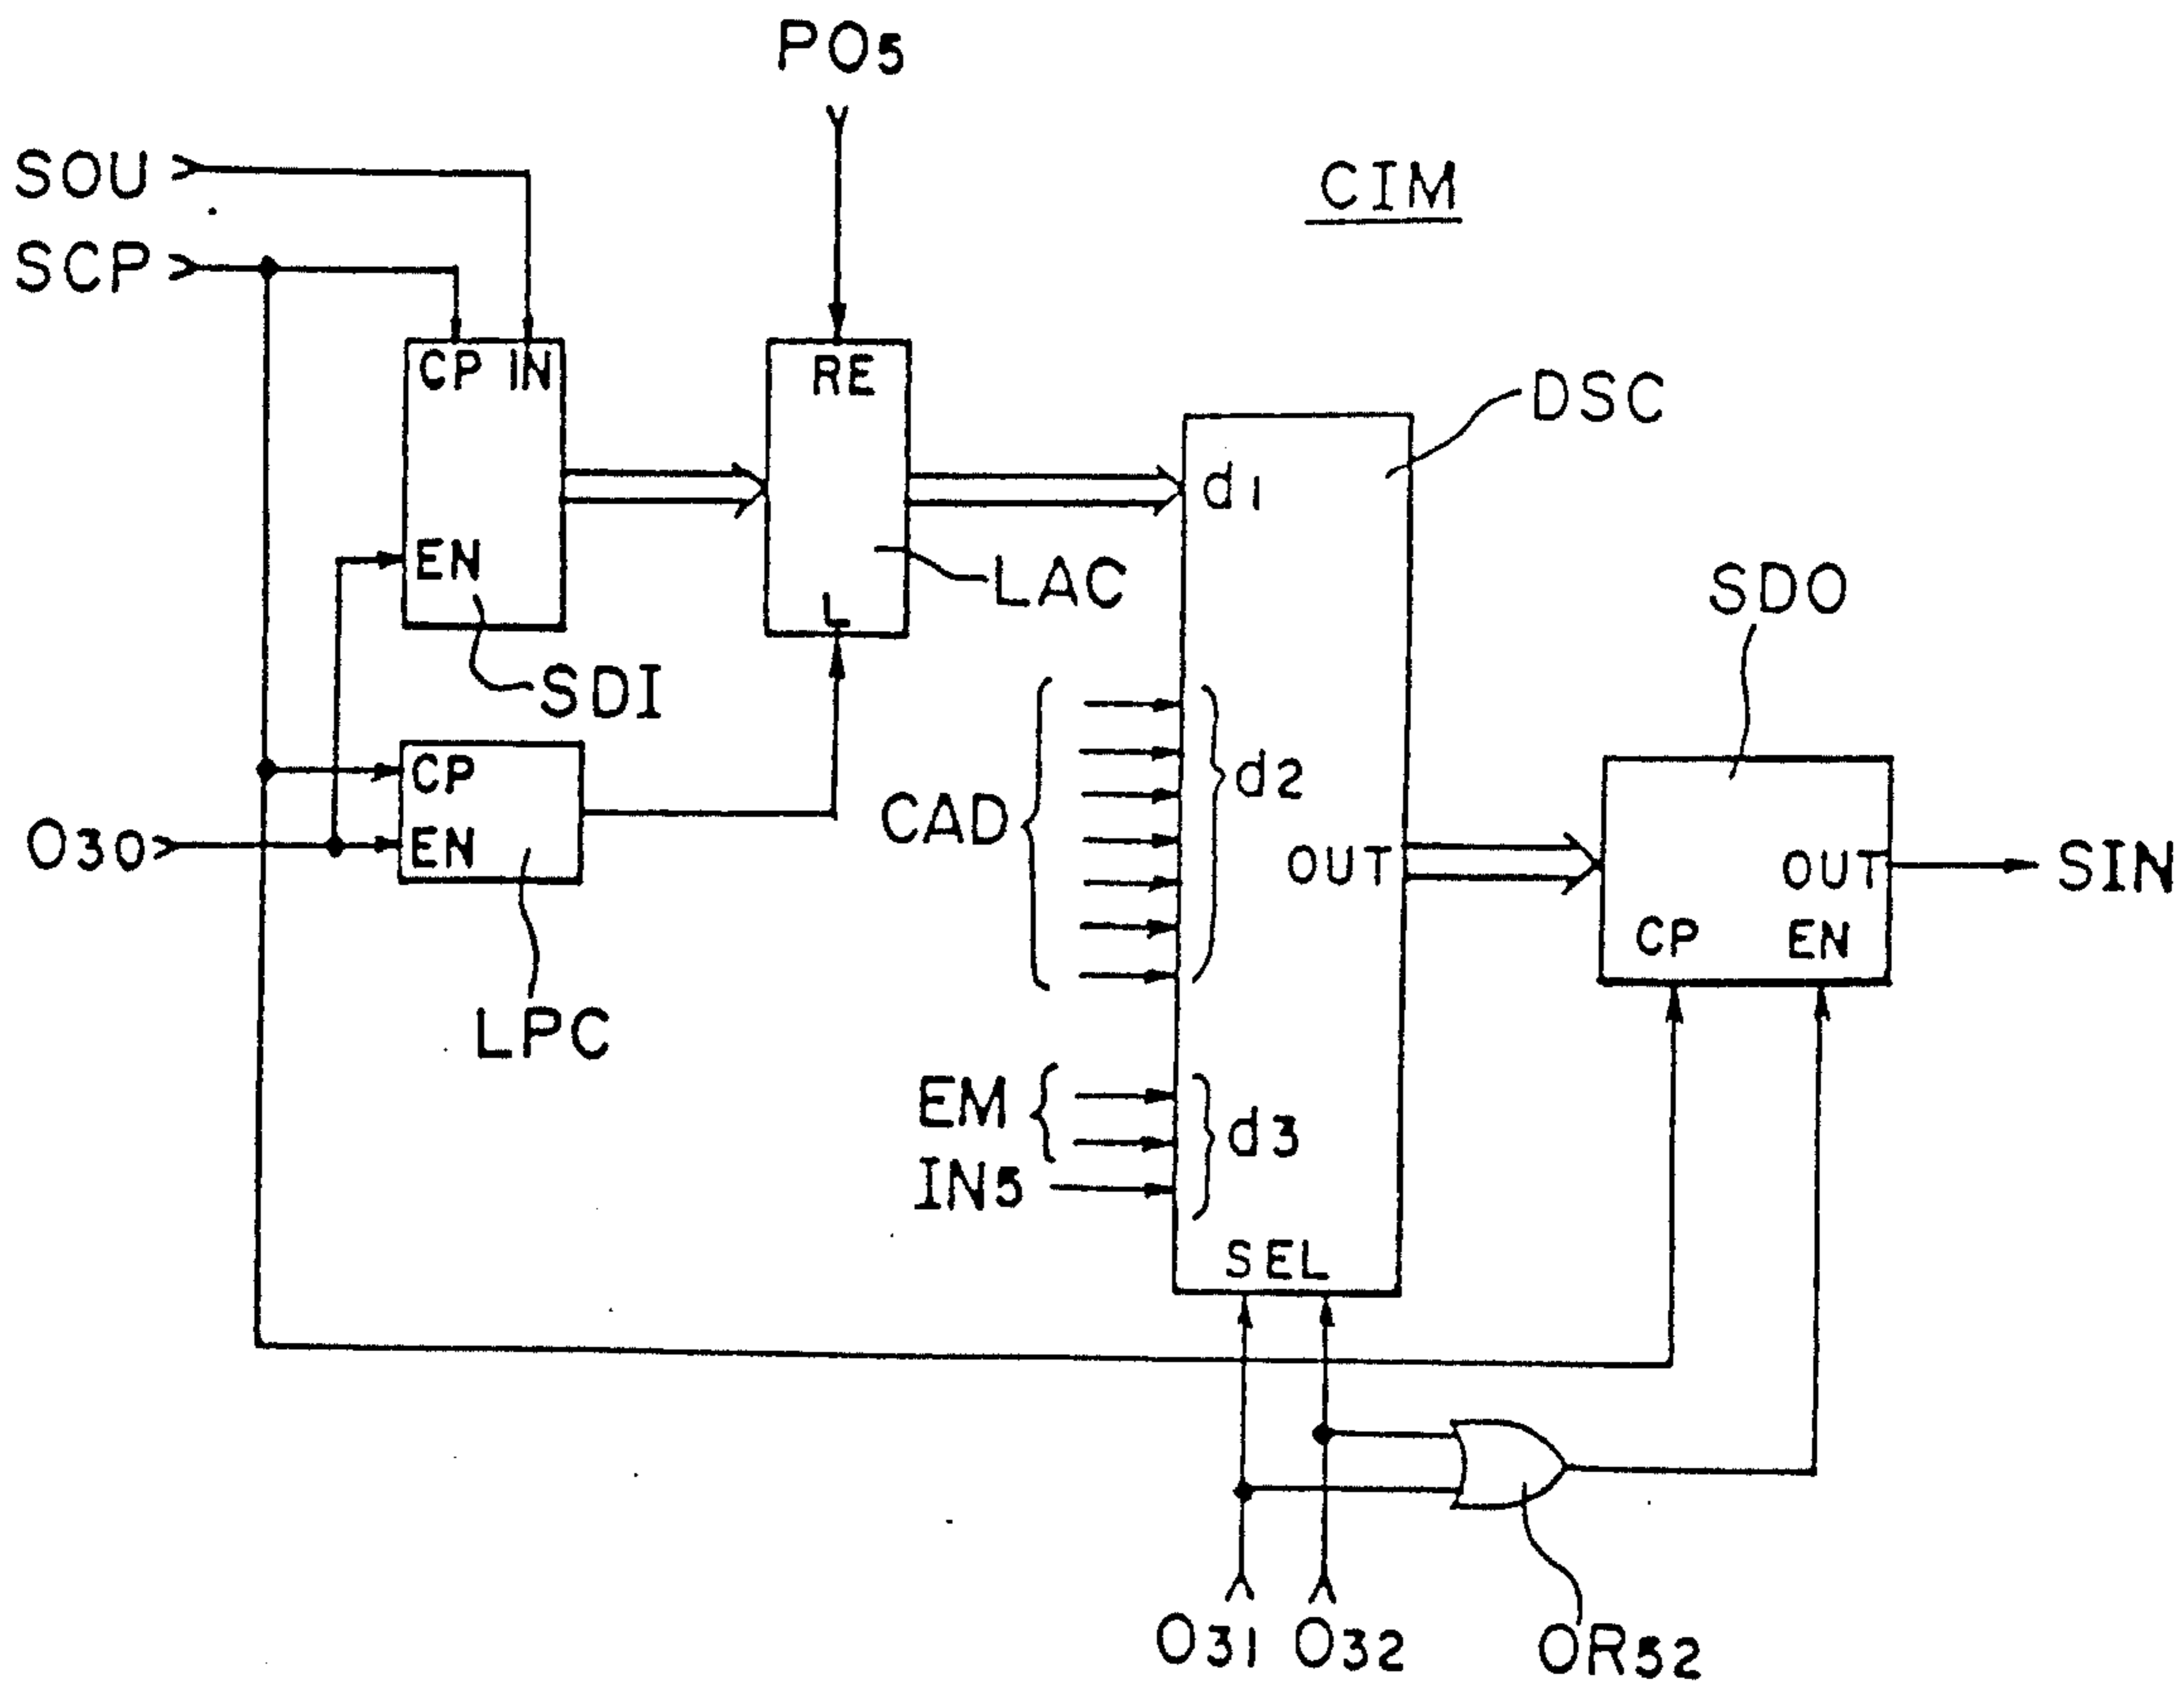 PO5
SOU
CIM
SCP
CP IN
RE
DSC
d1
EN
LAC
SDO
L
SDI
CP
d2
CAD
O30
EN
OUT
OUT
SIN
CP EN
LPC
EM
d3
IN5
SEL
O31 O32
OR52